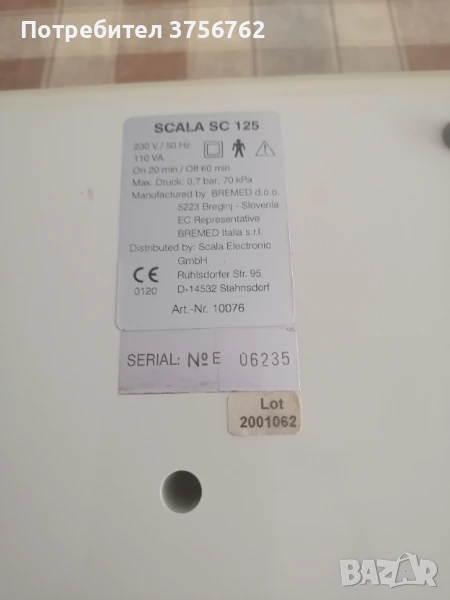 Потребител 3756762
SCALA SC 125
230 V / 50 Hz
110 VA
On 20 min / Off 60 min
Max. Druck: 0,7 bar, 70 kPa
Manufactured by: BREMED d.o.o.
5223 Breginj - Slovenia
EC Representative
BREMED Italia s.r.l.
Distributed by: Scala Electronic
GmbH
Ruhlsdorfer Str. 95
D-14532 Stahnsdorf
CE
0120
Art.-Nr. 10076
SERIAL: № E 06235
Lot
2001062
BAZAR